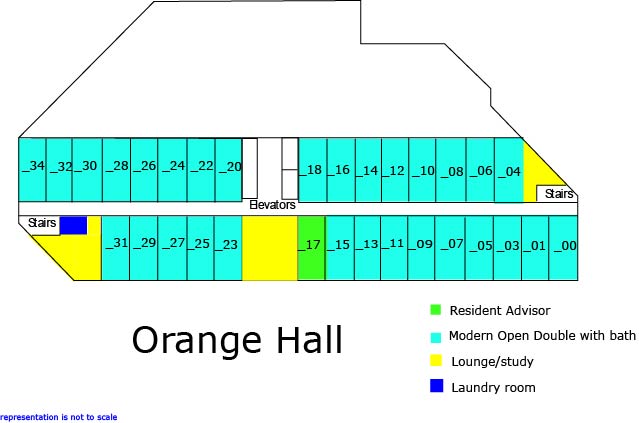 _34 _32 _30 _28 _26 _24 _22 _20 _18 _16 _14 _12 _10 _08 _06 _04
Stairs
Elevators
Stairs
_31 _29 _27 _25 _23 _17 _15 _13 _11 _09 _07 _05 _03 _01 _00
Orange Hall
Resident Advisor
Modern Open Double with bath
Lounge/study
Laundry room
representation is not to scale